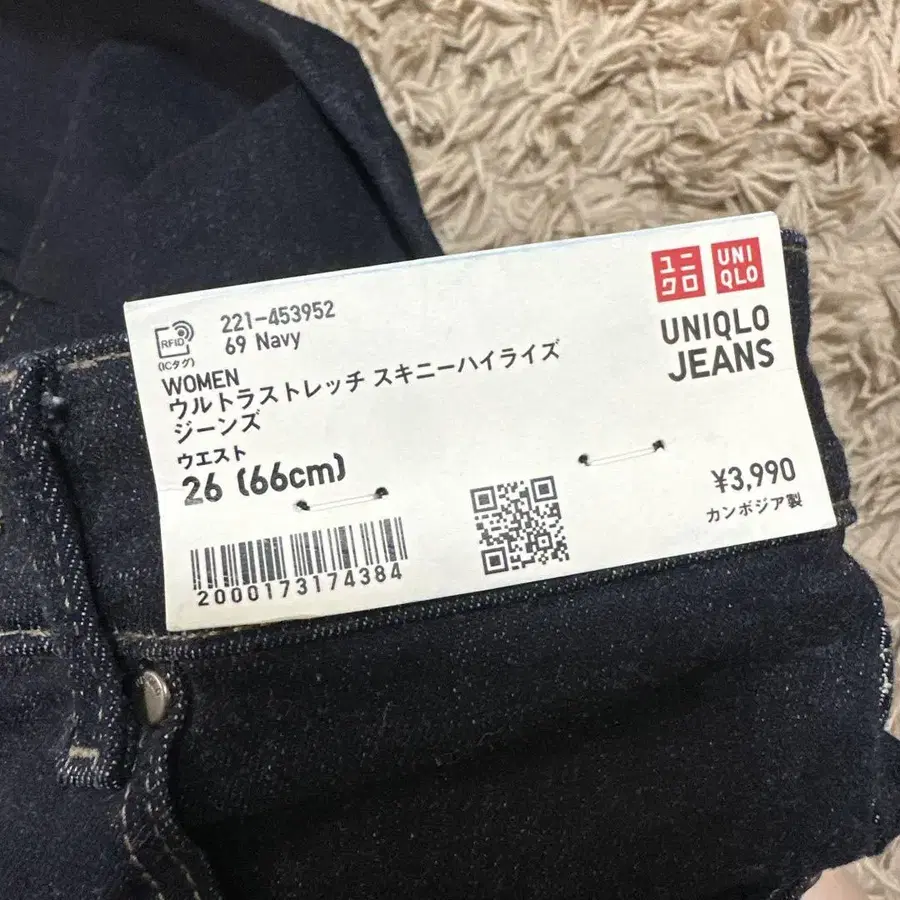 ユニ
クロ
UNI
QLO
UNIQLO
JEANS
RFID
(ICタグ)
221-453952
69 Navy
WOMEN
ウルトラストレッチ スキニーハイライズ
ジーンズ
ウエスト
26 (66cm)
2000173174384
¥3,990
カンボジア製